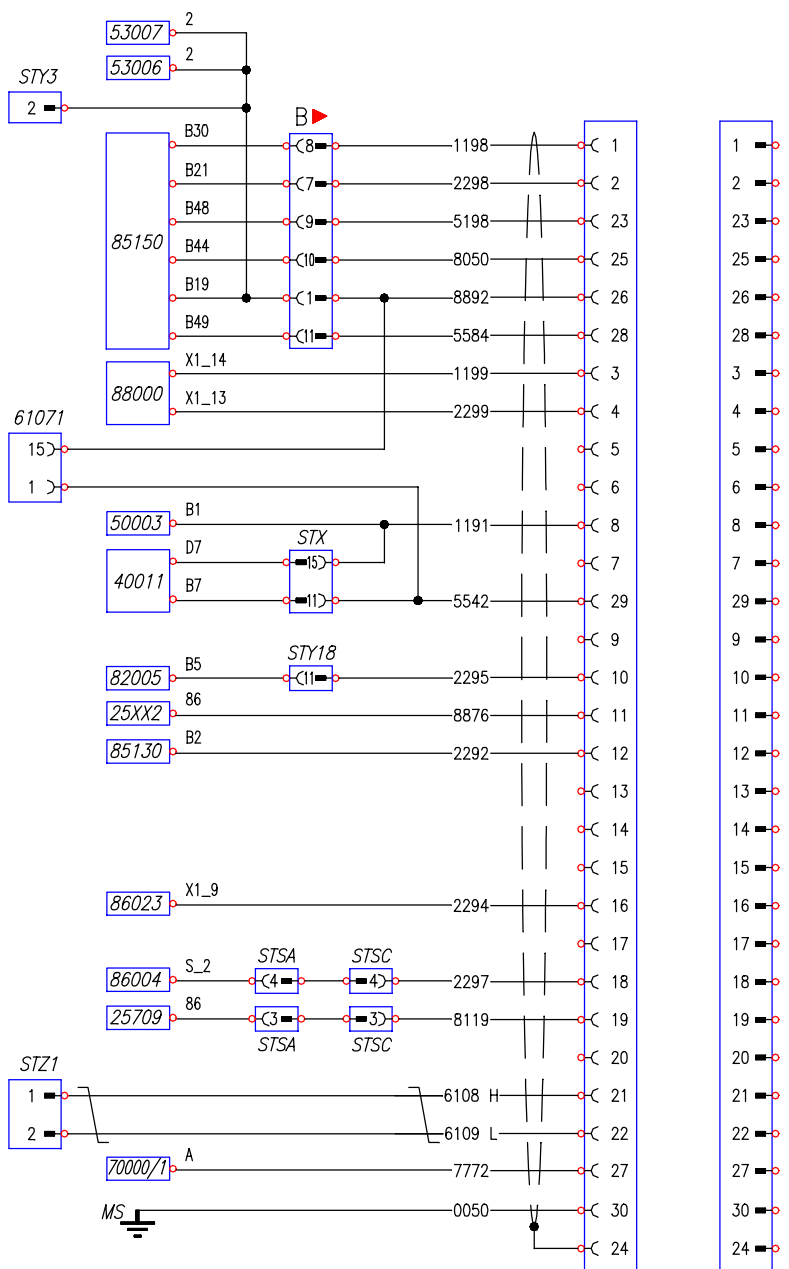 53007 2
53006 2
STY3
2
B
B30 8 1198 1 1
B21 7 2298 2 2
B48 9 5198 23 23
85150
B44 10 8050 25 25
B19 1 8892 26 26
B49 11 5584 28 28
X1_14 1199 3 3
88000
X1_13 2299 4 4
61071
15 5 5
1 6 6
50003 B1 1191 8 8
STX
D7 15 7 7
40011
B7 11 5542 29 29
9 9
STY18
82005 B5 11 2295 10 10
25XX2 86 8876 11 11
85130 B2 2292 12 12
13 13
14 14
15 15
86023 X1_9 2294 16 16
17 17
STSA STSC
86004 S_2 4 4 2297 18 18
25709 86 3 3 8119 19 19
STSA STSC
20 20
STZ1
1 6108 H 21 21
2 6109 L 22 22
70000/1 A 7772 27 27
MS 0050 30 30
24 24